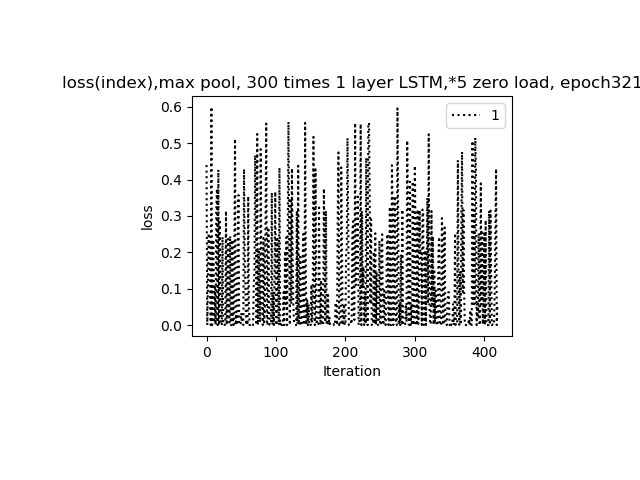 loss(index),max pool, 300 times 1 layer LSTM,*5 zero load, epoch321
1
0.6
0.5
0.4
0.3
0.2
0.1
0.0
loss
0 100 200 300 400
Iteration